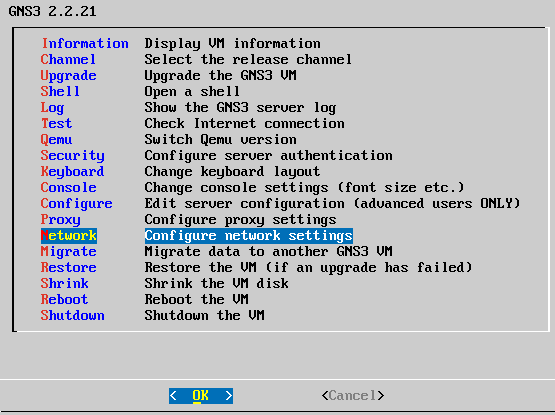 GNS3 2.2.21
Information Display VM information
Channel Select the release channel
Upgrade Upgrade the GNS3 VM
Shell Open a shell
Log Show the GNS3 server log
Test Check Internet connection
Qemu Switch Qemu version
Security Configure server authentication
Keyboard Change keyboard layout
Console Change console settings (font size etc.)
Configure Edit server configuration (advanced users ONLY)
Proxy Configure proxy settings
Network Configure network settings
Migrate Migrate data to another GNS3 VM
Restore Restore the VM (if an upgrade has failed)
Shrink Shrink the VM disk
Reboot Reboot the VM
Shutdown Shutdown the VM
< OK > <Cancel>